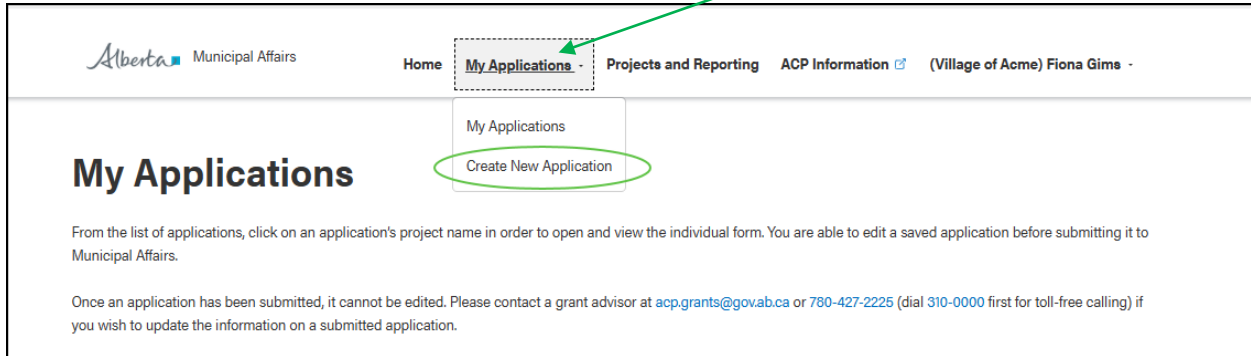 Alberta Municipal Affairs
Home My Applications - Projects and Reporting ACP Information (Village of Acme) Fiona Gims -
My Applications
Create New Application
My Applications
From the list of applications, click on an application's project name in order to open and view the individual form. You are able to edit a saved application before submitting it to
Municipal Affairs.
Once an application has been submitted, it cannot be edited. Please contact a grant advisor at acp.grants@gov.ab.ca or 780-427-2225 (dial 310-0000 first for toll-free calling) if
you wish to update the information on a submitted application.